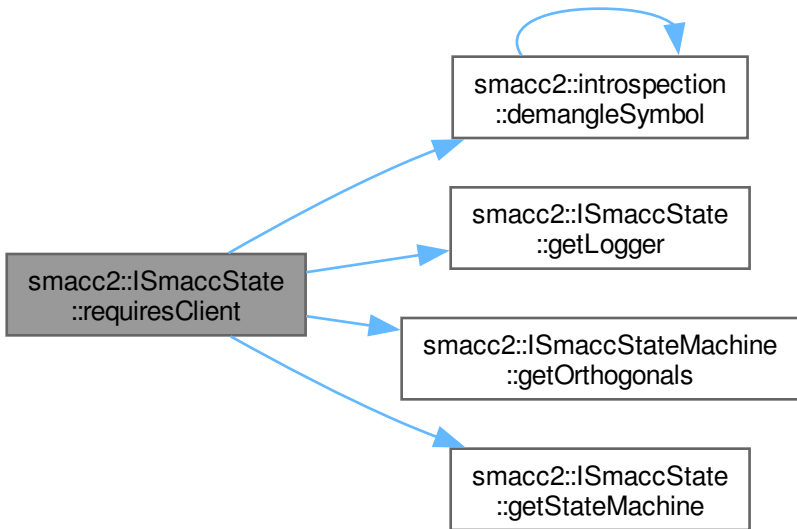 smacc2::introspection
::demangleSymbol
smacc2::ISmaccState
::getLogger
smacc2::ISmaccState
::requiresClient
smacc2::ISmaccStateMachine
::getOrthogonals
smacc2::ISmaccState
::getStateMachine